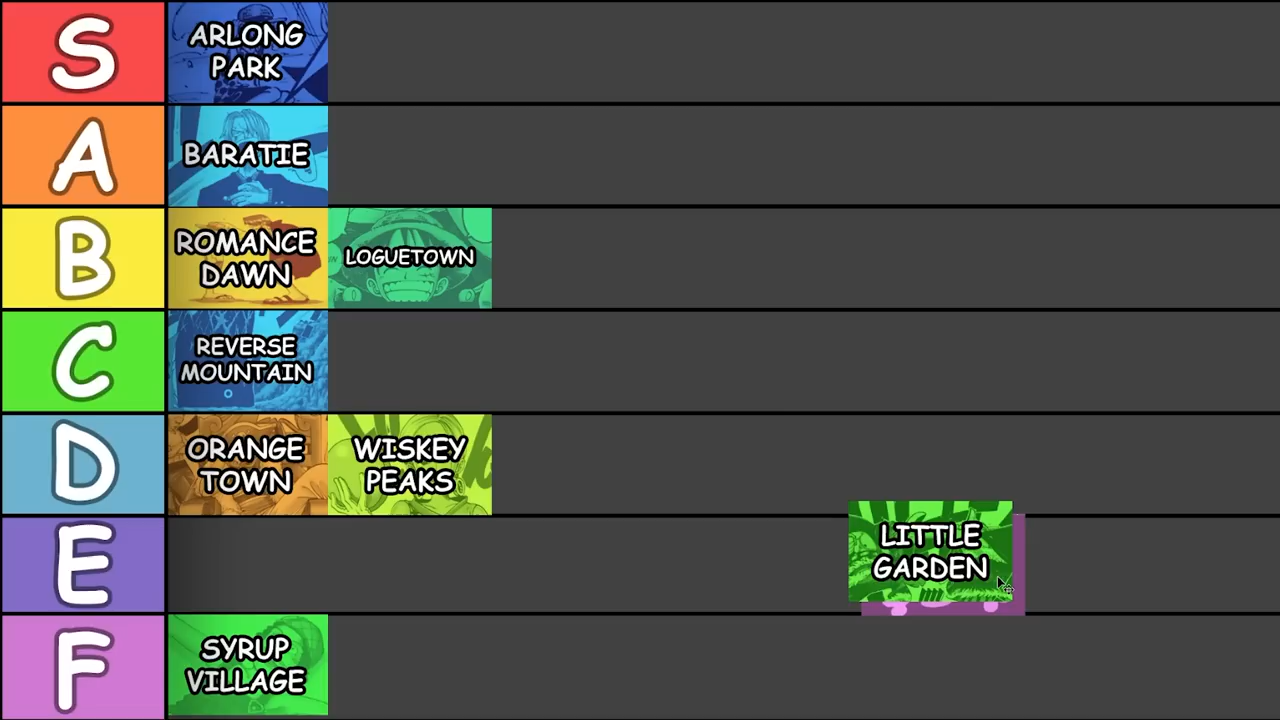 S
ARLONG
PARK
A
BARATIE
B
ROMANCE
DAWN
LOGUETOWN
C
REVERSE
MOUNTAIN
D
ORANGE
TOWN
WISKEY
PEAKS
E
LITTLE
GARDEN
F
SYRUP
VILLAGE